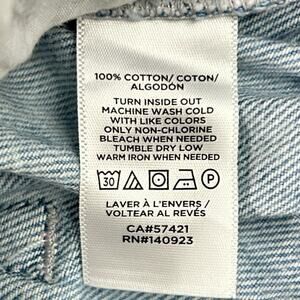 100% COTTON/ COTON/
ALGODÓN
TURN INSIDE OUT
MACHINE WASH COLD
WITH LIKE COLORS
ONLY NON-CHLORINE
BLEACH WHEN NEEDED
TUMBLE DRY LOW
WARM IRON WHEN NEEDED
30 P
LAVER À L'ENVERS /
VOLTEAR AL REVÉS
CA#57421
RN#140923